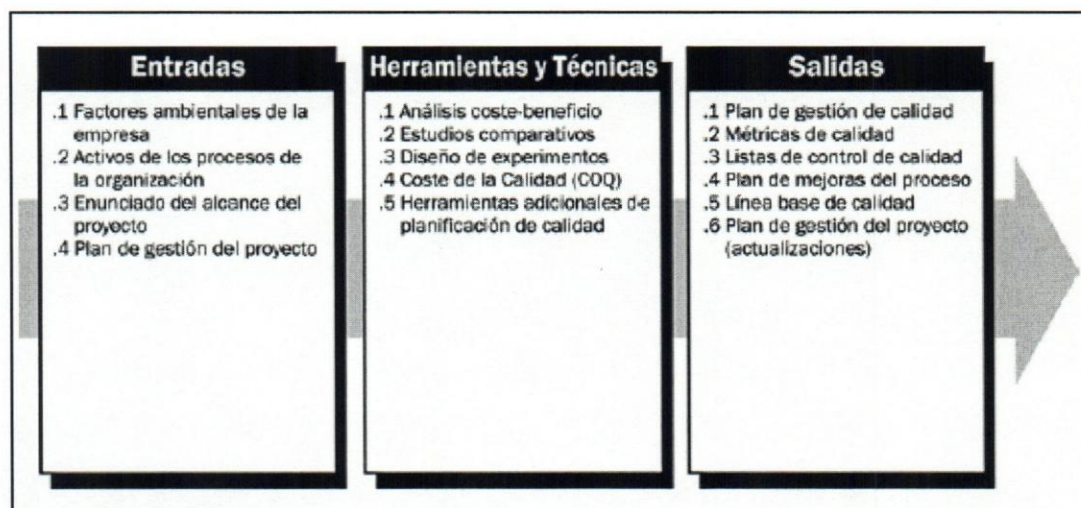 Entradas
.1 Factores ambientales de la
empresa
.2 Activos de los procesos de
la organización
.3 Enunciado del alcance del
proyecto
.4 Plan de gestión del proyecto
Herramientas y Técnicas
.1 Análisis coste-beneficio
.2 Estudios comparativos
.3 Diseño de experimentos
.4 Coste de la Calidad (COQ)
.5 Herramientas adicionales de
planificación de calidad
Salidas
.1 Plan de gestión de calidad
.2 Métricas de calidad
.3 Listas de control de calidad
.4 Plan de mejoras del proceso
.5 Línea base de calidad
.6 Plan de gestión del proyecto
(actualizaciones)